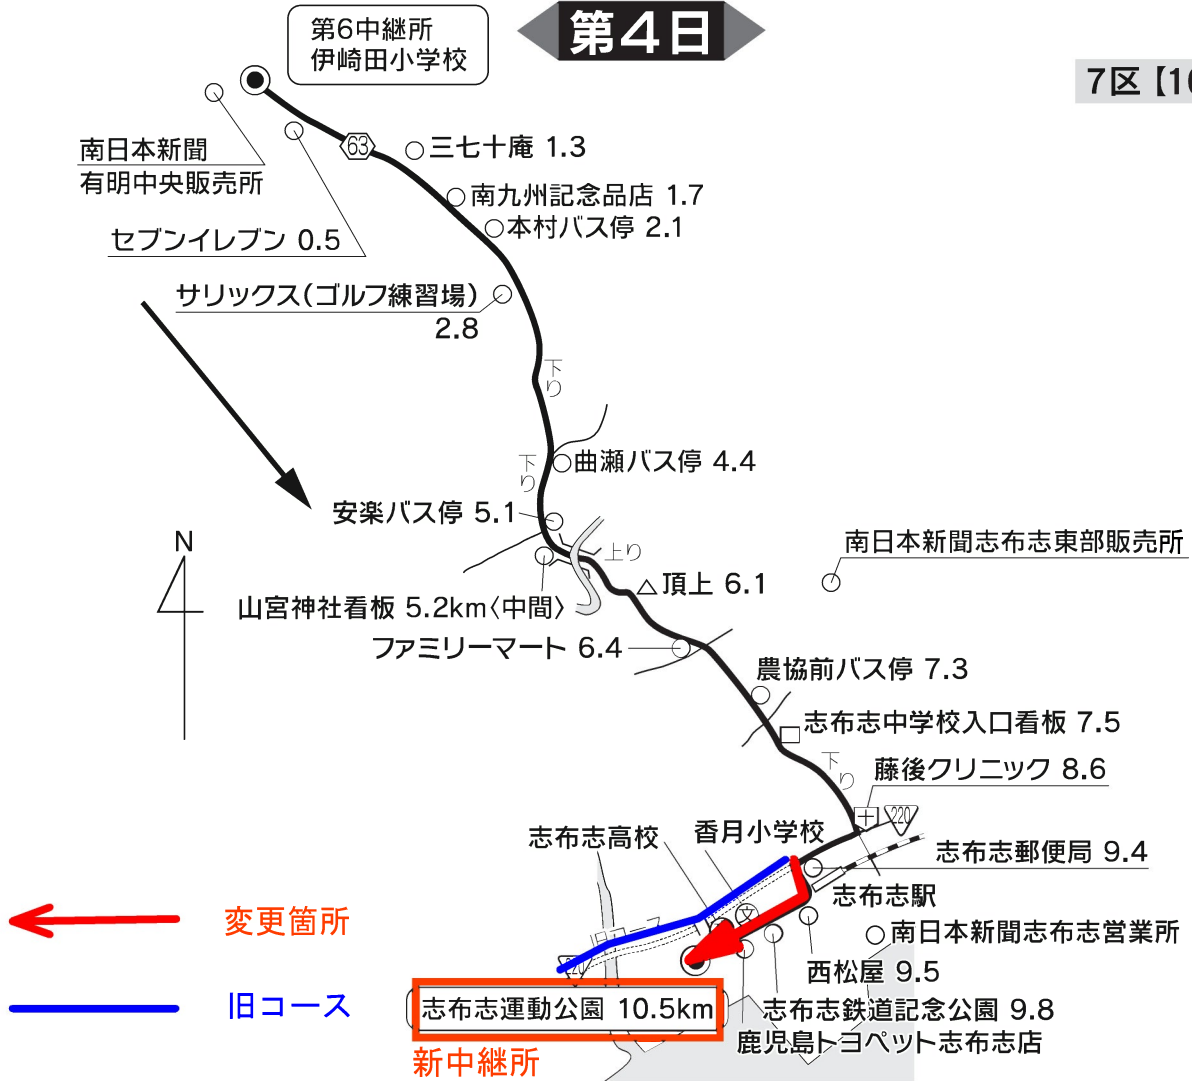 第6中継所
伊崎田小学校
第4日
7区【10
南日本新聞
有明中央販売所
63
三七十庵 1.3
南九州記念品店 1.7
本村バス停 2.1
セブンイレブン 0.5
サリックス(ゴルフ練習場)
2.8
下り
曲瀬バス停 4.4
下り
安楽バス停 5.1
N
上り
南日本新聞志布志東部販売所
頂上 6.1
山宮神社看板 5.2km〈中間〉
ファミリーマート 6.4
農協前バス停 7.3
志布志中学校入口看板 7.5
下り
藤後クリニック 8.6
220
志布志高校
香月小学校
志布志郵便局 9.4
志布志駅
変更箇所
南日本新聞志布志営業所
西松屋 9.5
220
旧コース
志布志運動公園 10.5km
志布志鉄道記念公園 9.8
鹿児島トヨペット志布志店
新中継所